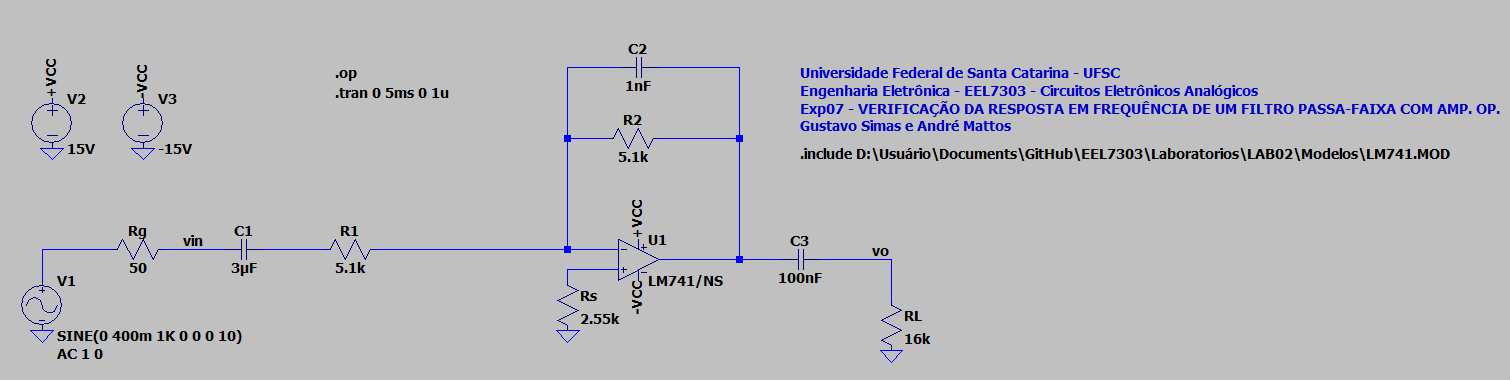 C2
1nF
R2
5.1k
+VCC
V2
15V
-VCC
V3
-15V
.op
.tran 0 5ms 0 1u
Universidade Federal de Santa Catarina - UFSC
Engenharia Eletrônica - EEL7303 - Circuitos Eletrônicos Analógicos
Exp07 - VERIFICAÇÃO DA RESPOSTA EM FREQUÊNCIA DE UM FILTRO PASSA-FAIXA COM AMP. OP.
Gustavo Simas e André Mattos
.include D:\Usuário\Documents\GitHub\EEL7303\Laboratorios\LAB02\Modelos\LM741.MOD
Rg
50
vin
C1
3µF
R1
5.1k
+VCC
U1
LM741/NS
-VCC
Rs
2.55k
C3
100nF
vo
RL
16k
V1
SINE(0 400m 1K 0 0 0 10)
AC 1 0